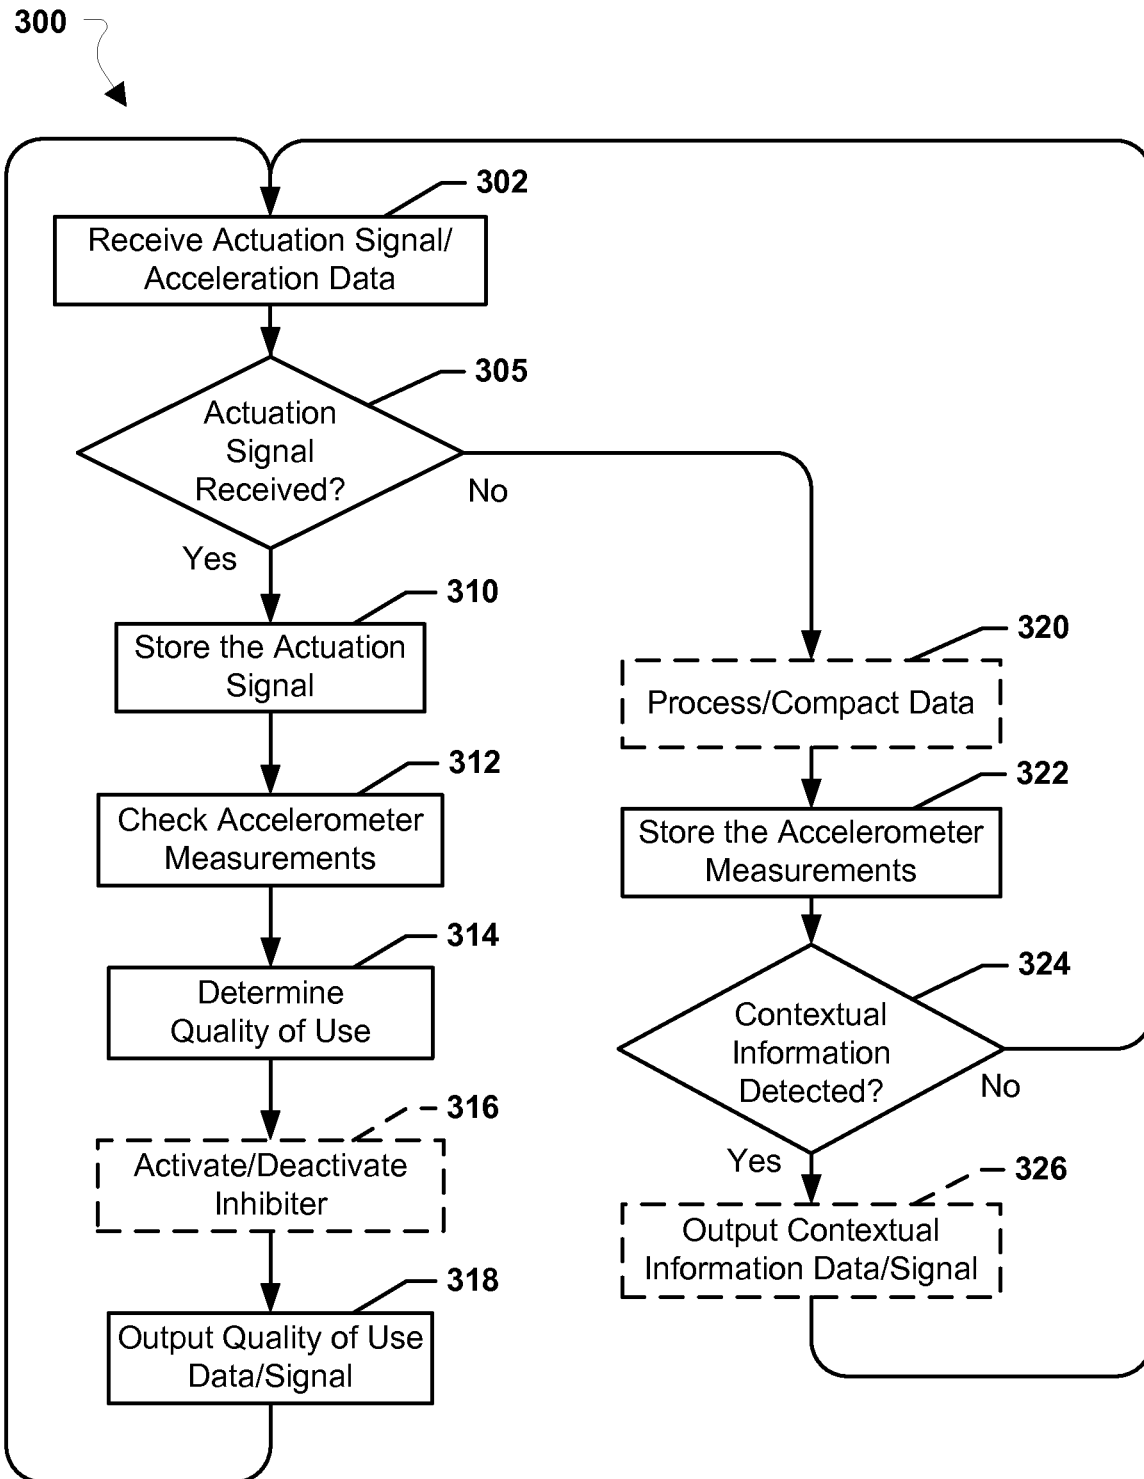 300
302
Receive Actuation Signal/
Acceleration Data
305
Actuation
Signal
Received?
No
Yes
310
Store the Actuation
Signal
312
Check Accelerometer
Measurements
314
Determine
Quality of Use
316
Activate/Deactivate
Inhibiter
318
Output Quality of Use
Data/Signal
320
Process/Compact Data
322
Store the Accelerometer
Measurements
324
Contextual
Information
Detected?
No
Yes
326
Output Contextual
Information Data/Signal